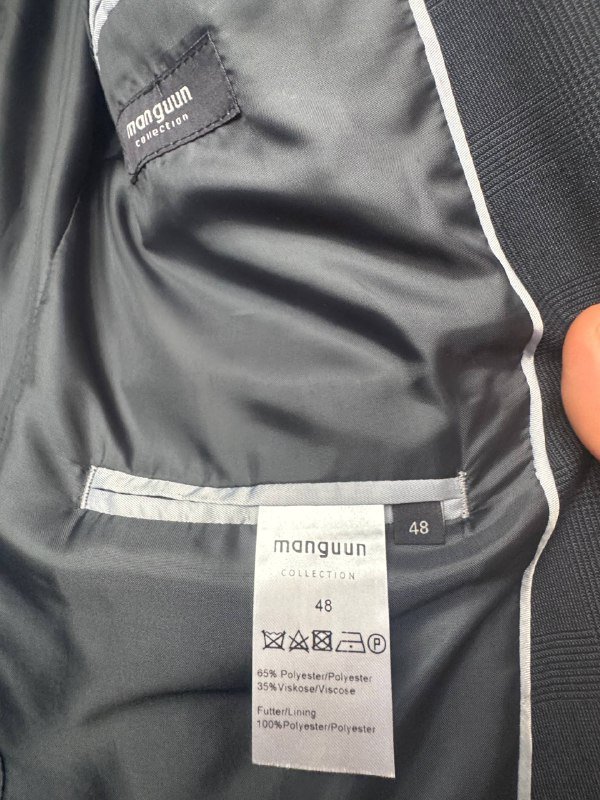 manguun
collection
48
manguun
COLLECTION
48
P
65% Polyester/Polyester
35%Viskose/Viscose
Futter/Lining
100%Polyester/Polyester